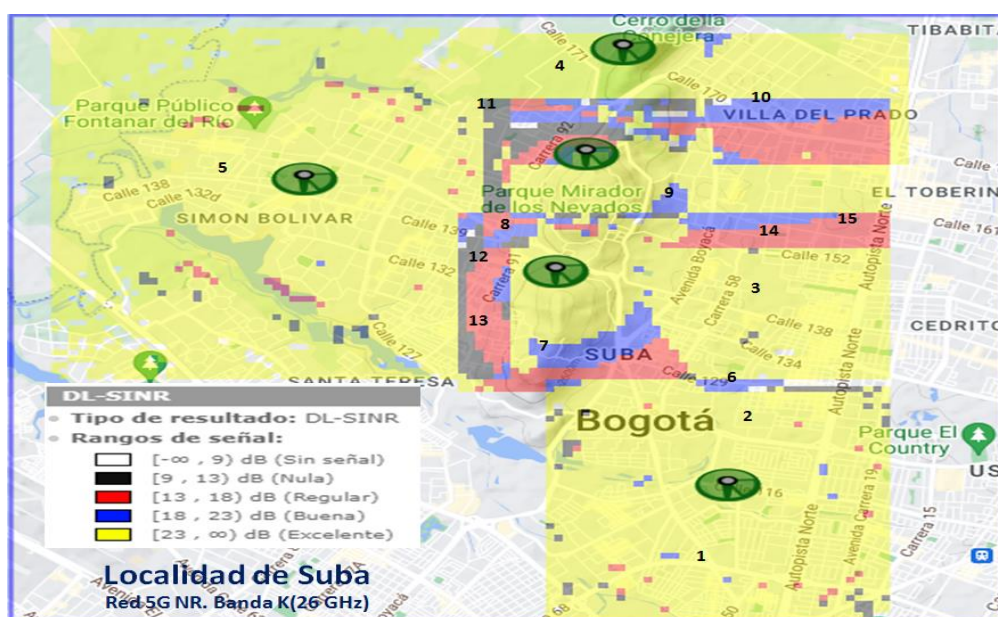 Cerro della
Conejera
TIBABITA
Calle 171
4
Calle 170
10
11
VILLA DEL PRADO
Parque Público
Fontanar del Río
Carrera 92
5
Calle 138
Calle 132d
SIMON BOLIVAR
Parque Mirador
de los Nevados
9
EL TOBERIN
Calle 139
8
15
14
Calle 161
12
Calle 132
Carrera 91
Avenida Boyacá
Calle 152
Autopista Norte
3
Carrera 58
13
Calle 138
CEDRITO
Calle 127
7
SUBA
Calle 134
Autopista Norte
SANTA TERESA
Calle 129
6
DL-SINR
Tipo de resultado: DL-SINR
Rangos de señal:
[-∞ , 9) dB (Sin señal)
[9 , 13) dB (Nula)
[13 , 18) dB (Regular)
[18 , 23) dB (Buena)
[23 , ∞) dB (Excelente)
2
Bogotá
Parque El
Country
US
116
Avenida Carrera 19
Carrera 15
Autopista Norte
1
68
50
Localidad de Suba
Red 5G NR. Banda K(26 GHz)